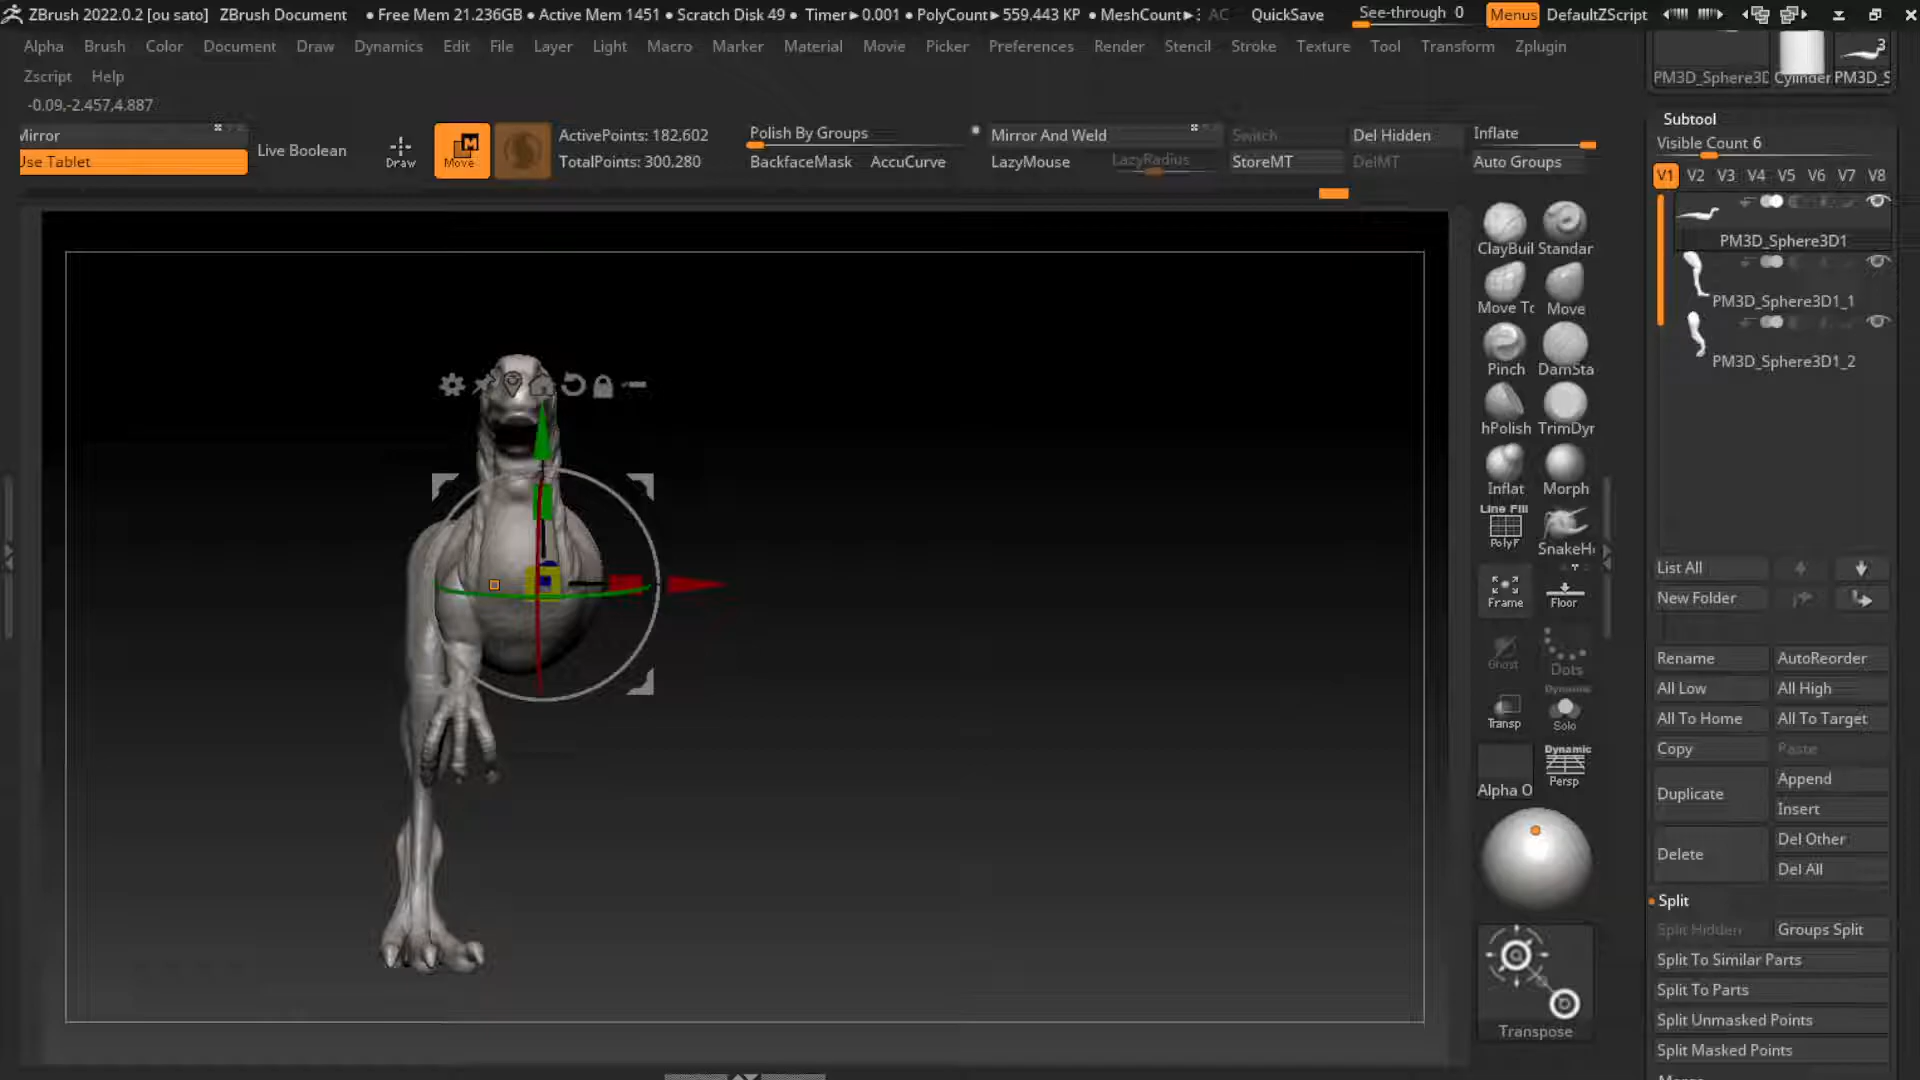 ZBrush 2022.0.2 [ou sato] ZBrush Document • Free Mem 21.236GB • Active Mem 1451 • Scratch Disk 49 • Timer▸0.001 • PolyCount▸559.443 KP • MeshCount▸ AC QuickSave See-through 0 Menus DefaultZScript
Alpha Brush Color Document Draw Dynamics Edit File Layer Light Macro Marker Material Movie Picker Preferences Render Stencil Stroke Texture Tool Transform Zplugin
Zscript Help
-0.09,-2.457,4.887
PM3D_Sphere3D Cylinder PM3D_S
3
Mirror
Use Tablet
Live Boolean
Draw
Move
M
ActivePoints: 182,602
TotalPoints: 300,280
Polish By Groups
BackfaceMask AccuCurve
Mirror And Weld
LazyMouse LazyRadius
Switch Del Hidden
StoreMT DelMT
Inflate
Auto Groups
ClayBuil Standar
Move To Move
Pinch DamSta
hPolish TrimDyr
Inflat Morph
Line Fill
PolyF SnakeH
Frame Floor
Ghost Dots
Dynamic
Transp Solo
Dynamic
Persp
Alpha O
Transpose
Subtool
Visible Count 6
V1 V2 V3 V4 V5 V6 V7 V8
PM3D_Sphere3D1
PM3D_Sphere3D1_1
PM3D_Sphere3D1_2
List All
New Folder
Rename AutoReorder
All Low All High
All To Home All To Target
Copy Paste
Duplicate Append
Insert
Delete Del Other
Del All
Split
Split Hidden Groups Split
Split To Similar Parts
Split To Parts
Split Unmasked Points
Split Masked Points